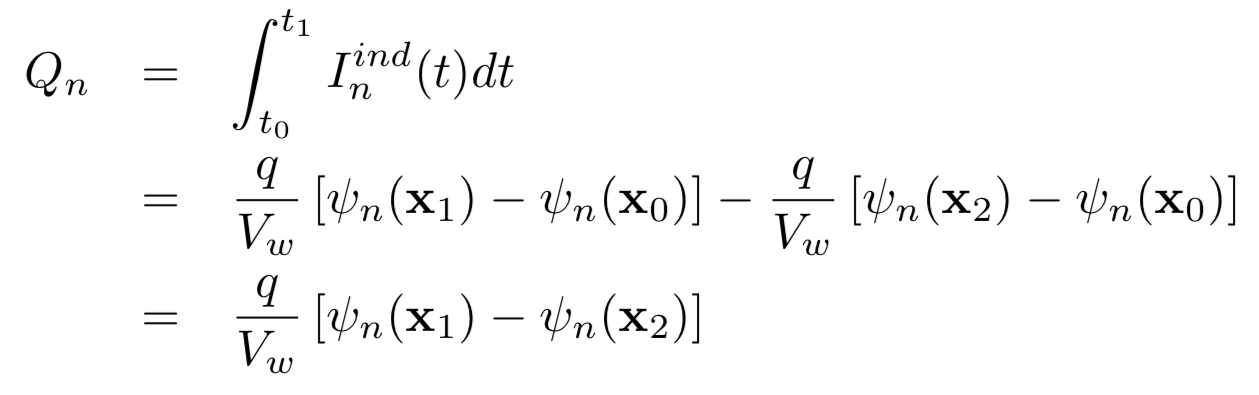 $Q_n = \int_{t_0}^{t_1} I_n^{ind}(t)dt$
$= \frac{q}{V_w} [\psi_n(\mathbf{x}_1) - \psi_n(\mathbf{x}_0)] - \frac{q}{V_w} [\psi_n(\mathbf{x}_2) - \psi_n(\mathbf{x}_0)]$
$= \frac{q}{V_w} [\psi_n(\mathbf{x}_1) - \psi_n(\mathbf{x}_2)]$